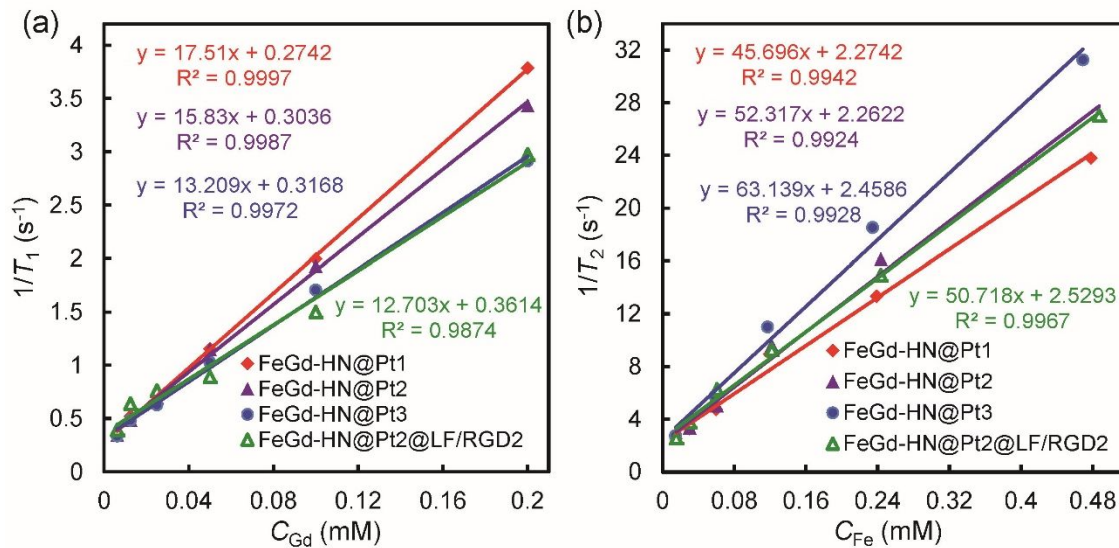 (a)
4
3.5
3
2.5
2
1.5
1
0.5
0
1/T₁ (s⁻¹)
y = 17.51x + 0.2742
R² = 0.9997
y = 15.83x + 0.3036
R² = 0.9987
y = 13.209x + 0.3168
R² = 0.9972
y = 12.703x + 0.3614
R² = 0.9874
FeGd-HN@Pt1
FeGd-HN@Pt2
FeGd-HN@Pt3
FeGd-HN@Pt2@LF/RGD2
0.04 0.08 0.12 0.16 0.2
C_Gd (mM)
(b)
32
28
24
20
16
12
8
4
0
1/T₂ (s⁻¹)
y = 45.696x + 2.2742
R² = 0.9942
y = 52.317x + 2.2622
R² = 0.9924
y = 63.139x + 2.4586
R² = 0.9928
y = 50.718x + 2.5293
R² = 0.9967
FeGd-HN@Pt1
FeGd-HN@Pt2
FeGd-HN@Pt3
FeGd-HN@Pt2@LF/RGD2
0 0.08 0.16 0.24 0.32 0.4 0.48
C_Fe (mM)